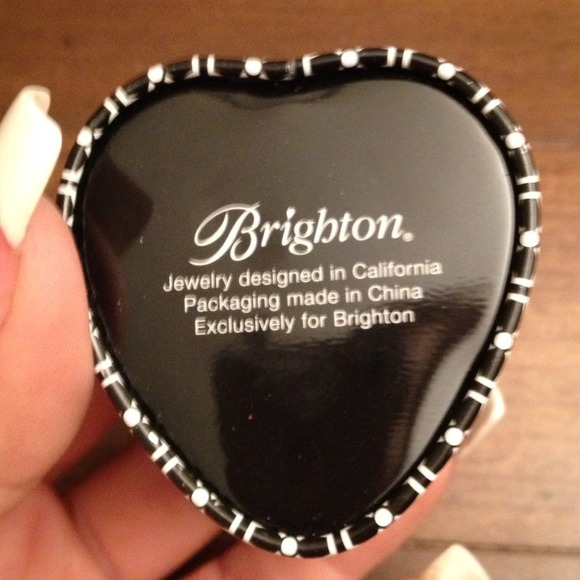 Brighton®
Jewelry designed in California
Packaging made in China
Exclusively for Brighton